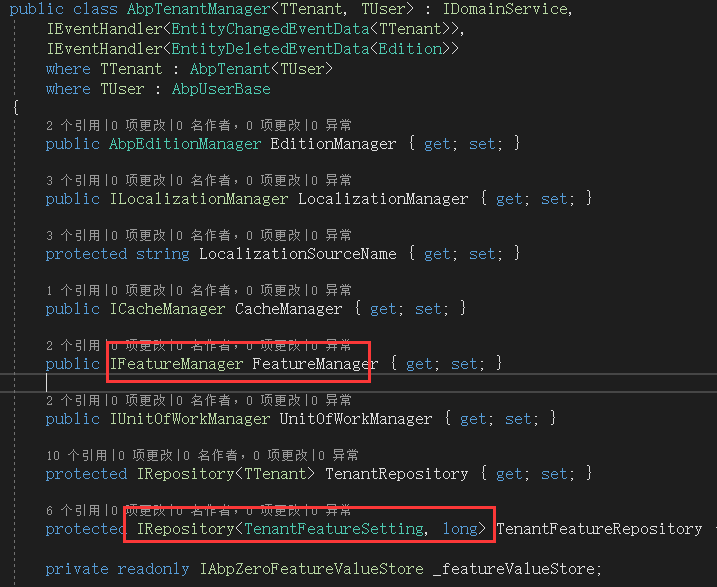 public class AbpTenantManager<TTenant, TUser> : IDomainService,
IEventHandler<EntityChangedEventData<TTenant>>,
IEventHandler<EntityDeletedEventData<Edition>>
where TTenant : AbpTenant<TUser>
where TUser : AbpUserBase
{
2 个引用|0 项更改|0 名作者，0 项更改|0 异常
public AbpEditionManager EditionManager { get; set; }
3 个引用|0 项更改|0 名作者，0 项更改|0 异常
public ILocalizationManager LocalizationManager { get; set; }
3 个引用|0 项更改|0 名作者，0 项更改|0 异常
protected string LocalizationSourceName { get; set; }
1 个引用|0 项更改|0 名作者，0 项更改|0 异常
public ICacheManager CacheManager { get; set; }
2 个引用|0 项更改|0 名作者，0 项更改|0 异常
public IFeatureManager FeatureManager { get; set; }
2 个引用|0 项更改|0 名作者，0 项更改|0 异常
public IUnitOfWorkManager UnitOfWorkManager { get; set; }
10 个引用|0 项更改|0 名作者，0 项更改|0 异常
protected IRepository<TTenant> TenantRepository { get; set; }
6 个引用|0 项更改|0 名作者，0 项更改|0 异常
protected IRepository<TenantFeatureSetting, long> TenantFeatureRepository
private readonly IAbpZeroFeatureValueStore _featureValueStore;